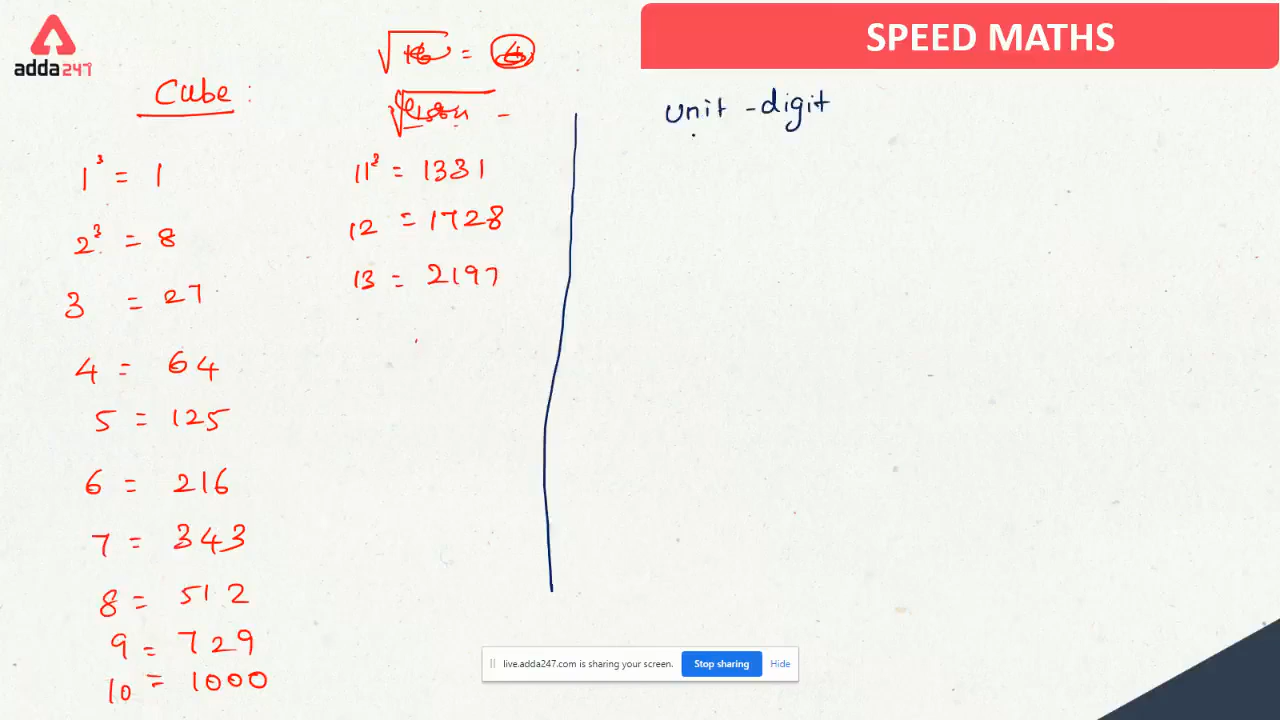 adda247
SPEED MATHS
Cube :
1³ = 1
2³ = 8
3 = 27
4 = 64
5 = 125
6 = 216
7 = 343
8 = 512
9 = 729
10 = 1000
√16 = 4
11³ = 1331
12 = 1728
13 = 2197
unit - digit
live.adda247.com is sharing your screen. Stop sharing Hide